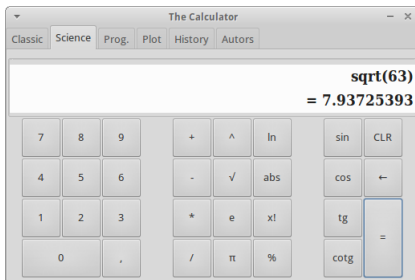 The Calculator
Classic Science Prog. Plot History Autors
sqrt(63)
= 7.93725393
7 8 9 + ^ ln sin CLR
4 5 6 - √ abs cos ←
1 2 3 * e x! tg =
0 , / π % cotg